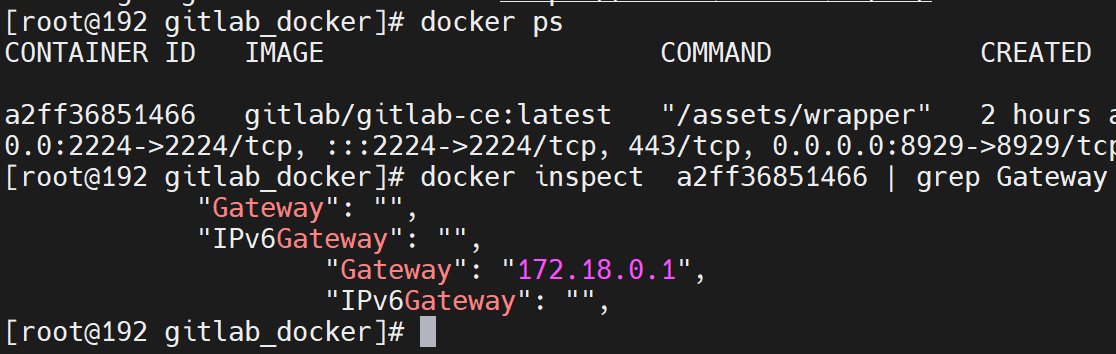 [root@192 gitlab_docker]# docker ps
CONTAINER ID   IMAGE                     COMMAND             CREATED
a2ff36851466   gitlab/gitlab-ce:latest   "/assets/wrapper"   2 hours a
0.0:2224->2224/tcp, :::2224->2224/tcp, 443/tcp, 0.0.0.0:8929->8929/tcp
[root@192 gitlab_docker]# docker inspect  a2ff36851466 | grep Gateway
            "Gateway": "",
            "IPv6Gateway": "",
                    "Gateway": "172.18.0.1",
                    "IPv6Gateway": "",
[root@192 gitlab_docker]#